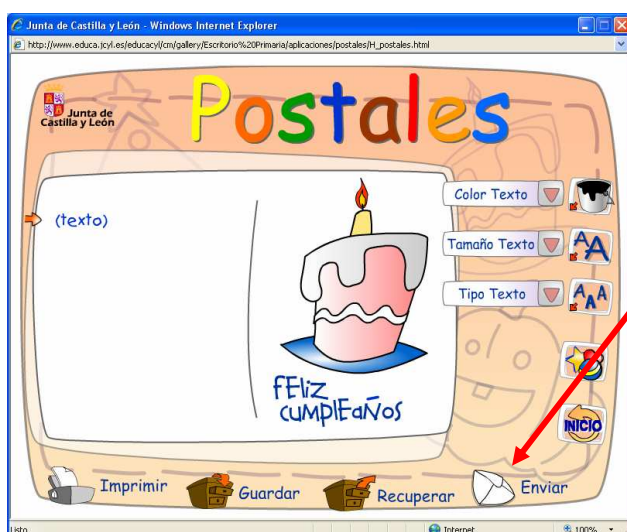 Junta de Castilla y León - Windows Internet Explorer
http://www.educa.jcyl.es/educacyl/cm/gallery/Escritorio%20Primaria/aplicaciones/postales/H_postales.html
Junta de
Castilla y León
Postales
(texto)
Color Texto
Tamaño Texto
AA
Tipo Texto
AAA
FEliz
cumplEaÑos
INICIO
Imprimir
Guardar
Recuperar
Enviar
Listo
Internet
100%